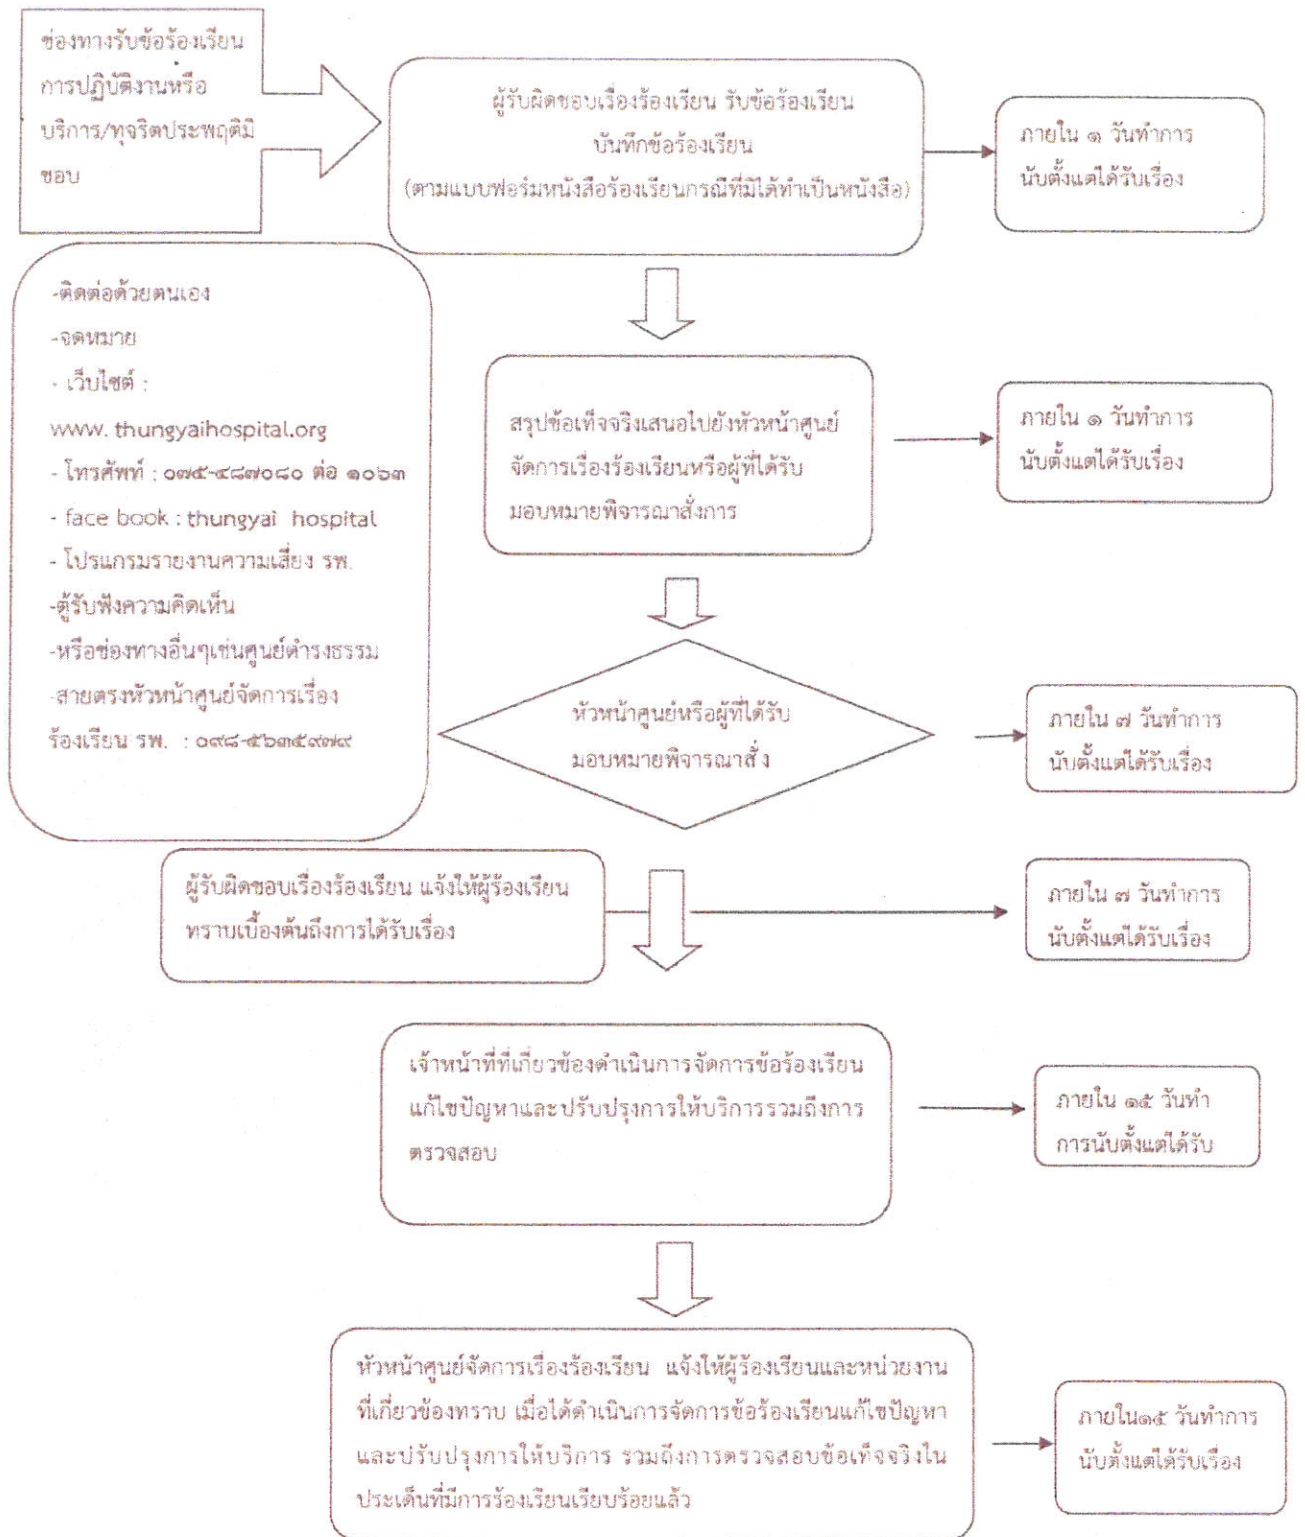 ช่องทางรับข้อร้องเรียน
การปฏิบัติงานหรือ
บริการ/ทุจริตประพฤติมิ
ชอบ
ผู้รับผิดชอบเรื่องร้องเรียน รับข้อร้องเรียน
บันทึกข้อร้องเรียน
(ตามแบบฟอร์มหนังสือร้องเรียนกรณีที่มิได้ทำเป็นหนังสือ)
ภายใน ๑ วันทำการ
นับตั้งแต่ได้รับเรื่อง
-ติดต่อด้วยตนเอง
-จดหมาย
- เว็บไซต์ :
www. thungyaihospital.org
- โทรศัพท์ : ๐๗๕-๔๘๗๐๘๐ ต่อ ๑๐๖๓
- face book : thungyai hospital
- โปรแกรมรายงานความเสี่ยง รพ.
-ตู้รับฟังความคิดเห็น
-หรือช่องทางอื่นๆเช่นศูนย์ดำรงธรรม
-สายตรงหัวหน้าศูนย์จัดการเรื่อง
ร้องเรียน รพ. : ๐๙๘-๕๖๓๕๙๗๙
สรุปข้อเท็จจริงเสนอไปยังหัวหน้าศูนย์
จัดการเรื่องร้องเรียนหรือผู้ที่ได้รับ
มอบหมายพิจารณาสั่งการ
ภายใน ๑ วันทำการ
นับตั้งแต่ได้รับเรื่อง
หัวหน้าศูนย์หรือผู้ที่ได้รับ
มอบหมายพิจารณาสั่ง
ภายใน ๗ วันทำการ
นับตั้งแต่ได้รับเรื่อง
ผู้รับผิดชอบเรื่องร้องเรียน แจ้งให้ผู้ร้องเรียน
ทราบเบื้องต้นถึงการได้รับเรื่อง
ภายใน ๗ วันทำการ
นับตั้งแต่ได้รับเรื่อง
เจ้าหน้าที่ที่เกี่ยวข้องดำเนินการจัดการข้อร้องเรียน
แก้ไขปัญหาและปรับปรุงการให้บริการรวมถึงการ
ตรวจสอบ
ภายใน ๑๕ วันทำ
การนับตั้งแต่ได้รับ
หัวหน้าศูนย์จัดการเรื่องร้องเรียน แจ้งให้ผู้ร้องเรียนและหน่วยงาน
ที่เกี่ยวข้องทราบ เมื่อได้ดำเนินการจัดการข้อร้องเรียนแก้ไขปัญหา
และปรับปรุงการให้บริการ รวมถึงการตรวจสอบข้อเท็จจริงใน
ประเด็นที่มีการร้องเรียนเรียบร้อยแล้ว
ภายใน๑๕ วันทำการ
นับตั้งแต่ได้รับเรื่อง